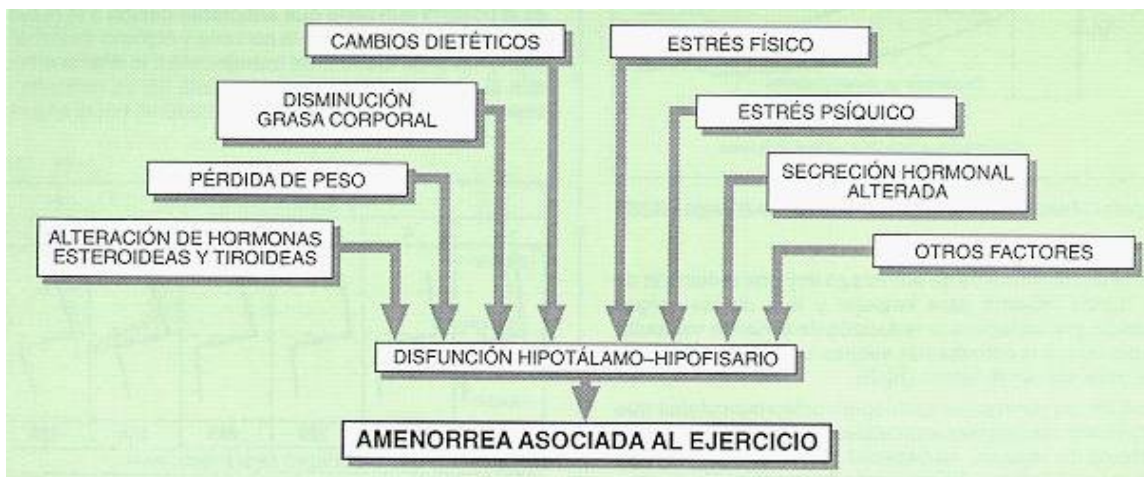 CAMBIOS DIETÉTICOS
ESTRÉS FÍSICO
DISMINUCIÓN
GRASA CORPORAL
ESTRÉS PSÍQUICO
PÉRDIDA DE PESO
SECRECIÓN HORMONAL
ALTERADA
ALTERACIÓN DE HORMONAS
ESTEROIDEAS Y TIROIDEAS
OTROS FACTORES
DISFUNCIÓN HIPOTÁLAMO–HIPOFISARIO
AMENORREA ASOCIADA AL EJERCICIO